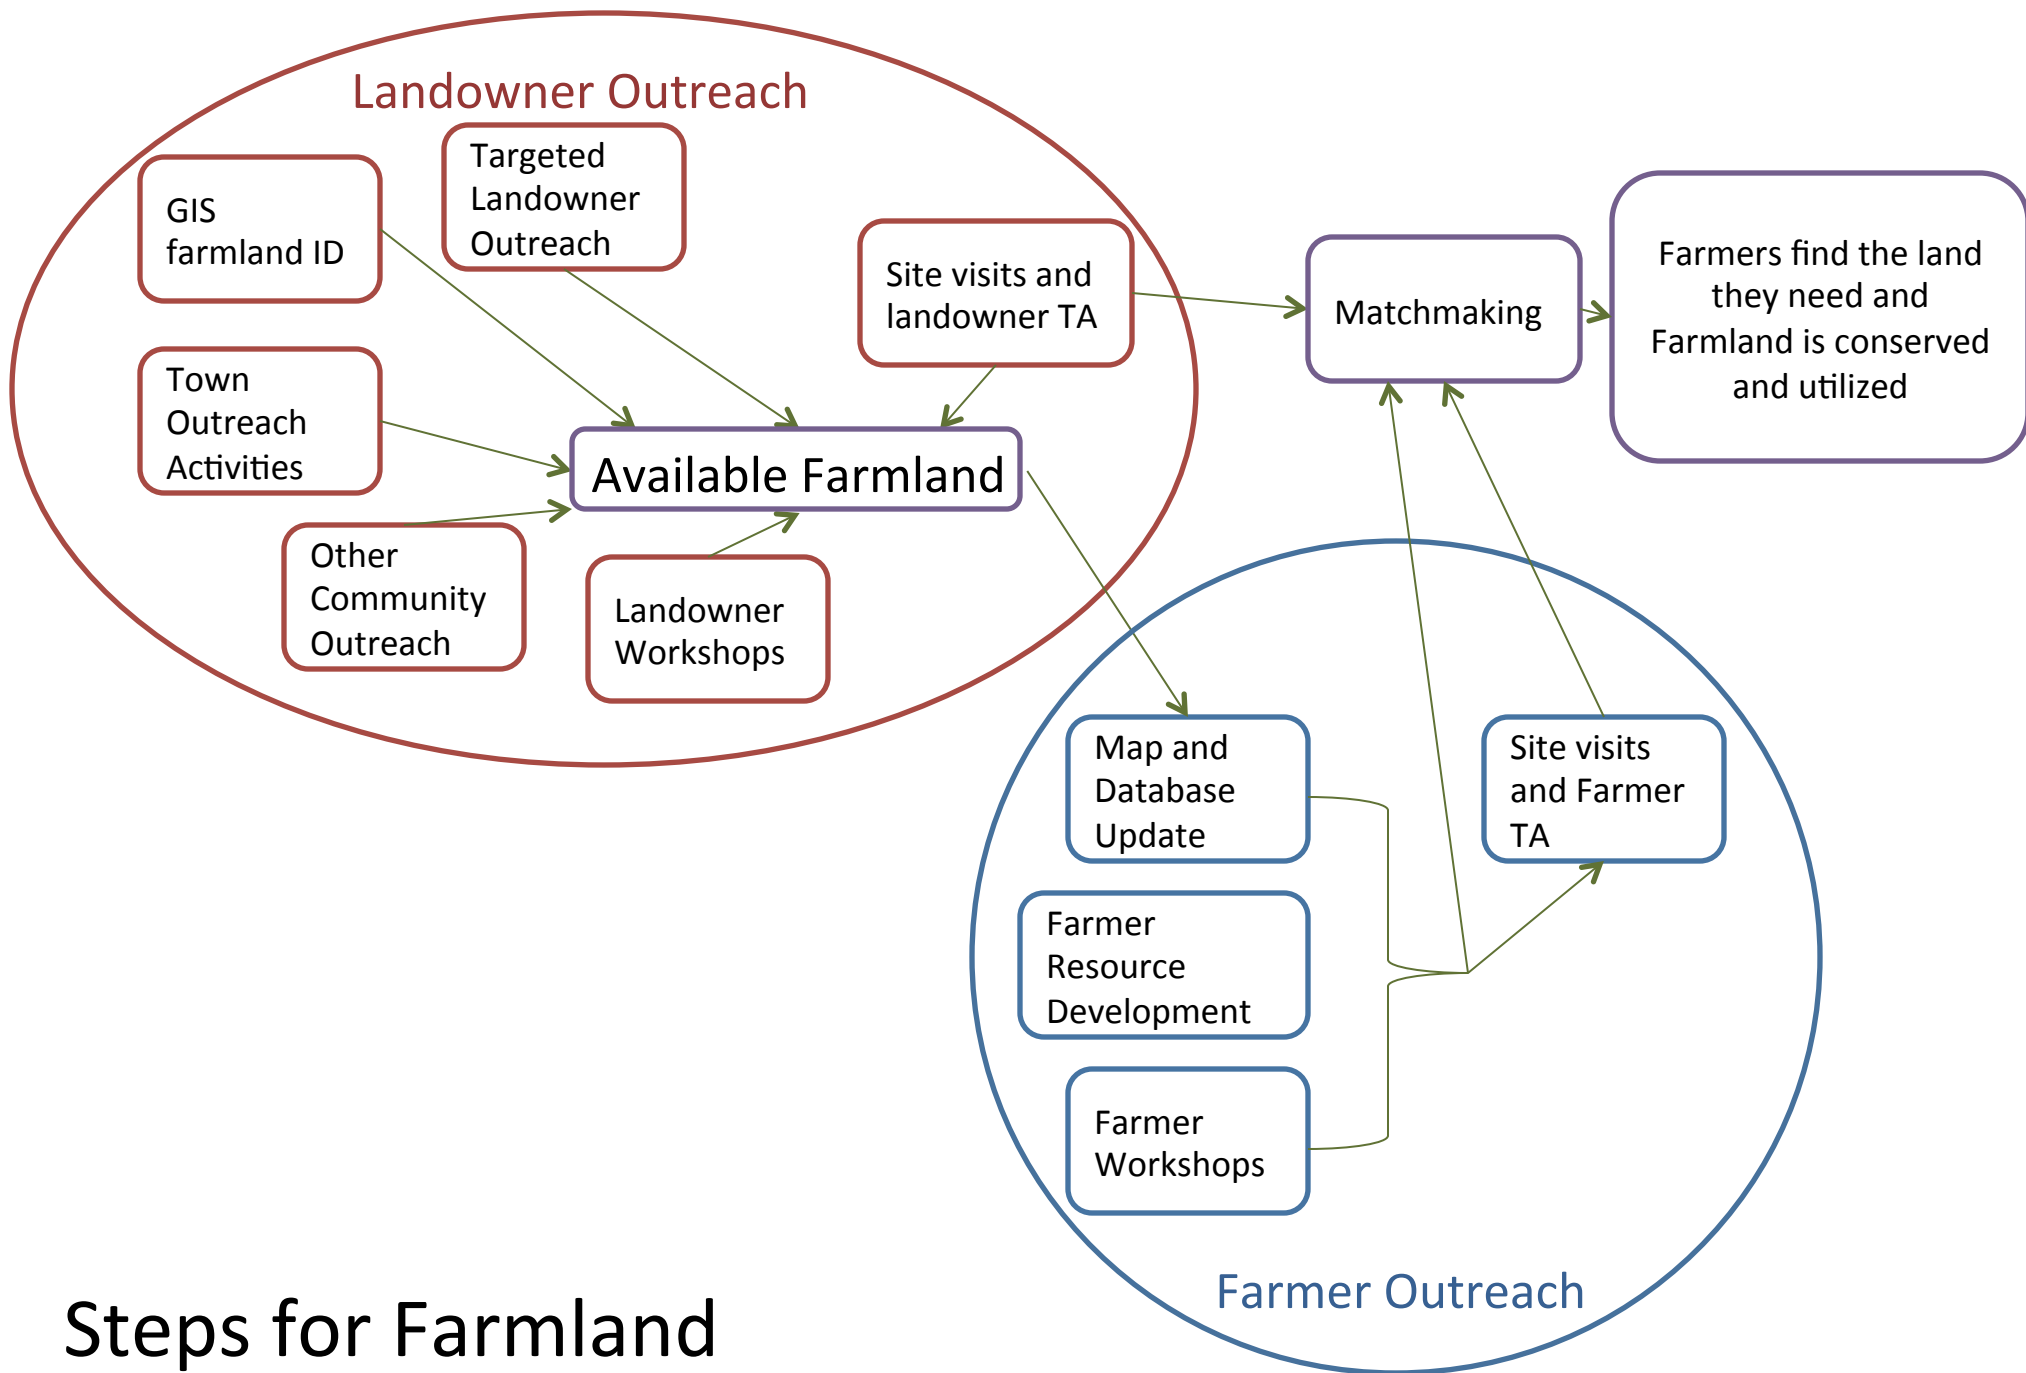 Landowner Outreach
GIS
farmland ID
Targeted
Landowner
Outreach
Site visits and
landowner TA
Town
Outreach
Activities
Available Farmland
Other
Community
Outreach
Landowner
Workshops
Matchmaking
Farmers find the land
they need and
Farmland is conserved
and utilized
Map and
Database
Update
Site visits
and Farmer
TA
Farmer
Resource
Development
Farmer
Workshops
Farmer Outreach
Steps for Farmland